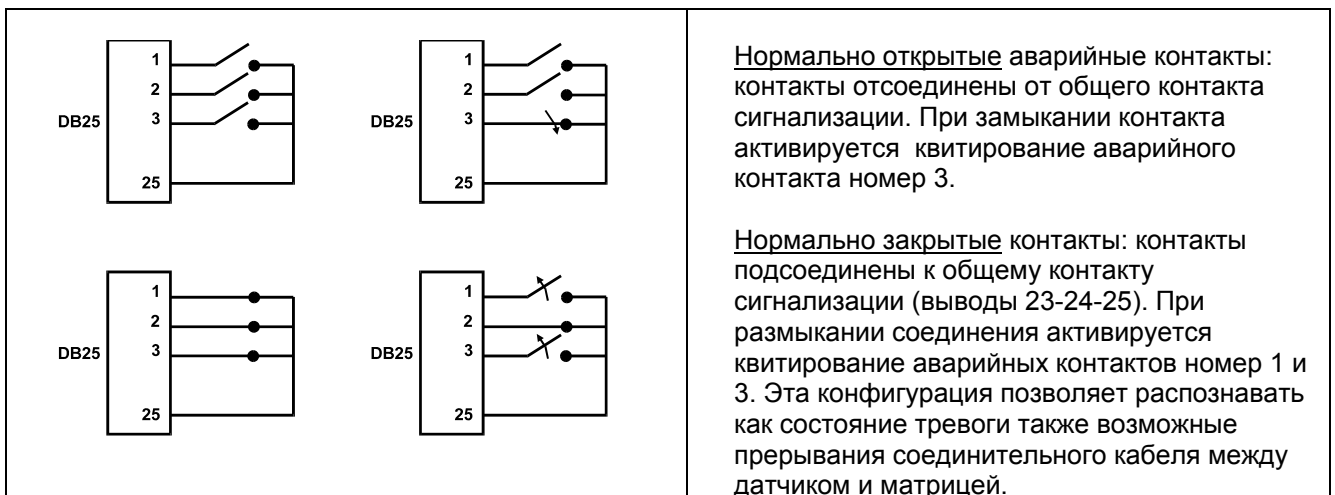 1
2
DB25 3
25
1
2
DB25 3
25
1
2
DB25 3
25
1
2
DB25 3
25
Нормально открытые аварийные контакты:
контакты отсоединены от общего контакта
сигнализации. При замыкании контакта
активируется квитирование аварийного
контакта номер 3.
Нормально закрытые контакты: контакты
подсоединены к общему контакту
сигнализации (выводы 23-24-25). При
размыкании соединения активируется
квитирование аварийных контактов номер 1 и
3. Эта конфигурация позволяет распознавать
как состояние тревоги также возможные
прерывания соединительного кабеля между
датчиком и матрицей.